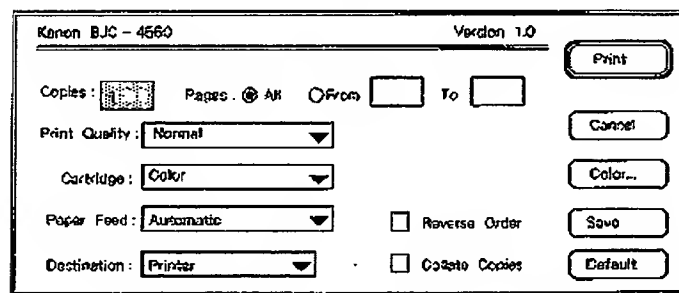 Kanon BJC - 4560 Version 1.0
Print
Copies : Pages : All From To
Print Quality : Normal Cancel
Cartridge : Color Color...
Paper Feed : Automatic Reverse Order Save
Destination : Printer Collate Copies Default